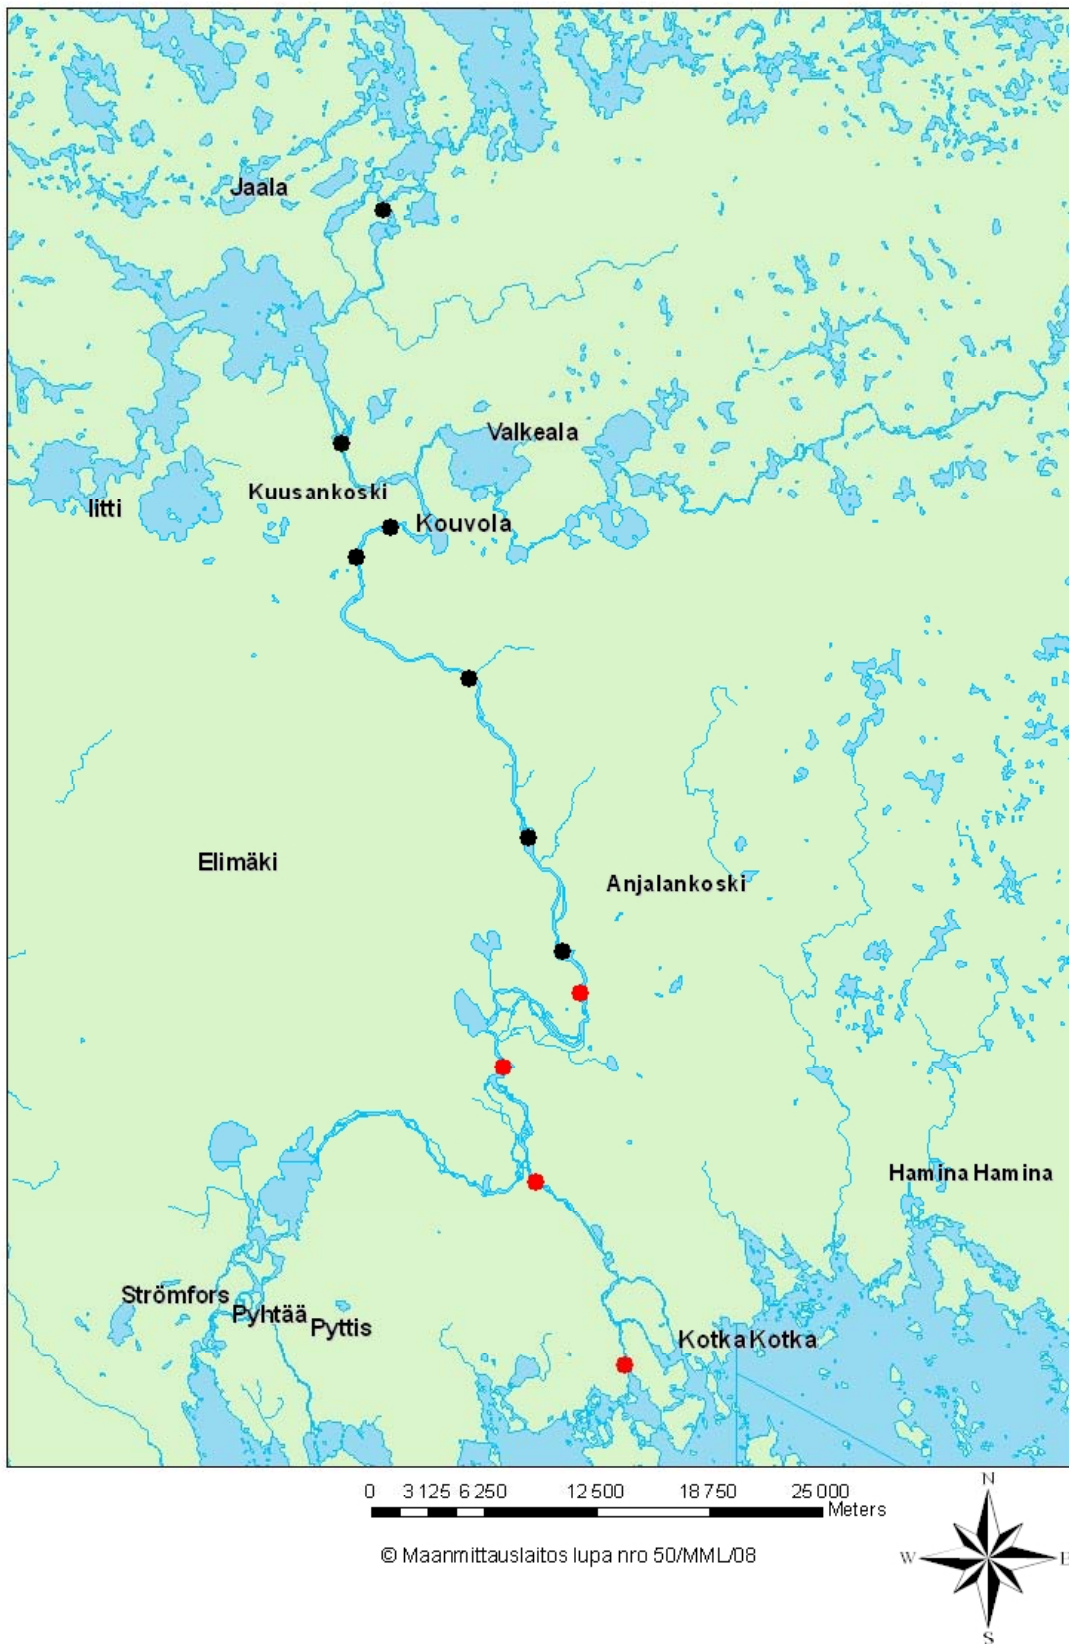 Jaala
Valkeala
Kuusankoski
Iitti
Kouvola
Elimäki
Anjalankoski
Hamina Hamina
Strömfors
Pyhtää
Pyttis
Kotka Kotka
0 3 125 6 250 12 500 18 750 25 000
Meters
© Maanmittauslaitos lupa nro 50/MML/08
N
W E
S